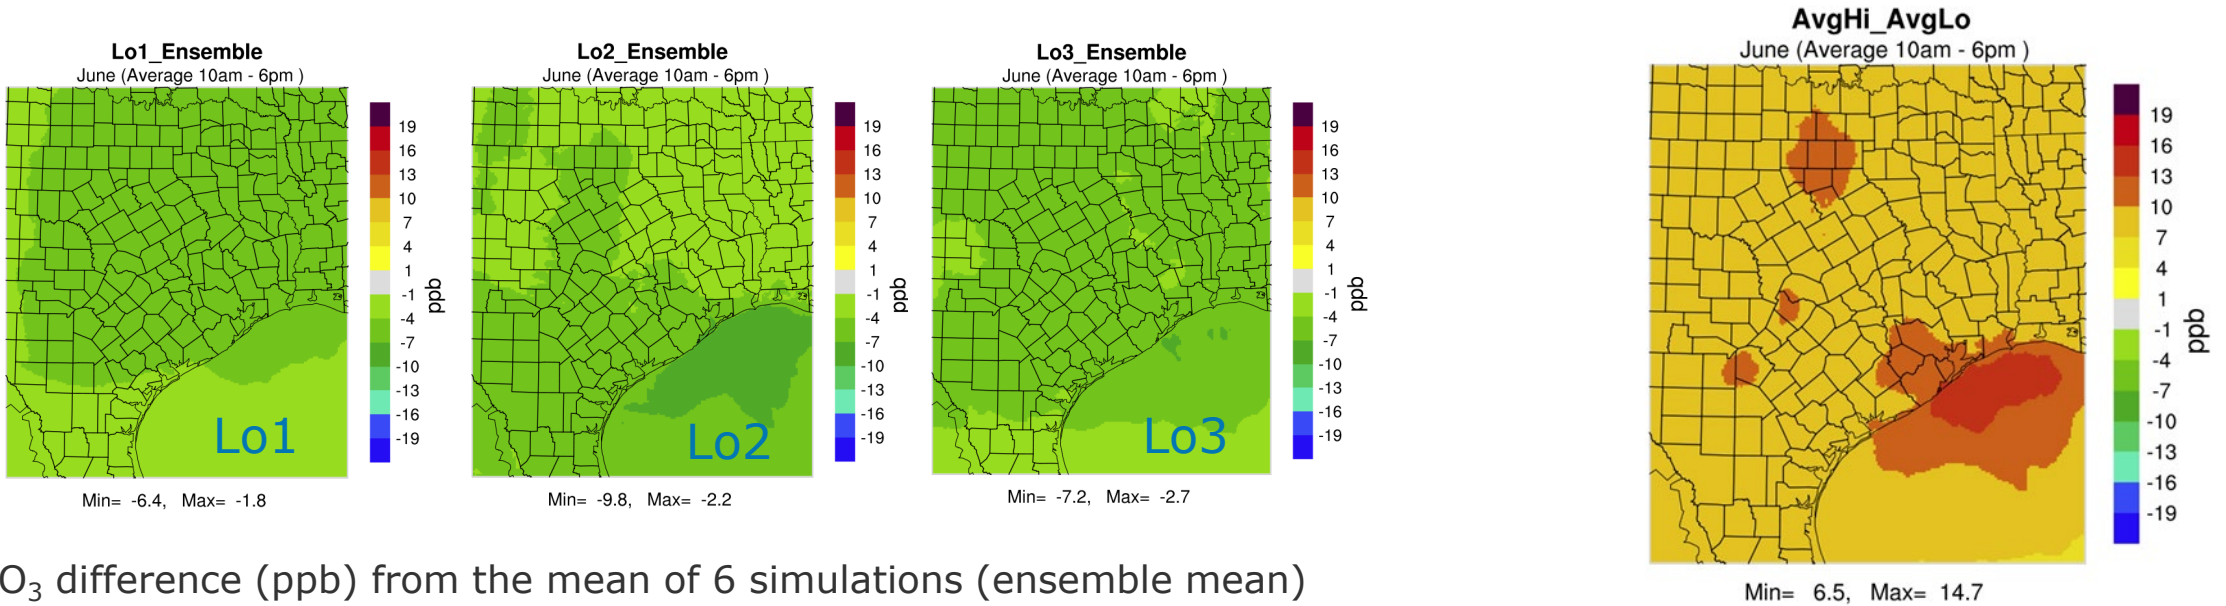 Lo1_Ensemble
June (Average 10am - 6pm )
19
16
13
10
7
4
1
-1
-4
-7
-10
-13
-16
-19
ppb
Lo1
Min= -6.4, Max= -1.8
Lo2_Ensemble
June (Average 10am - 6pm )
19
16
13
10
7
4
1
-1
-4
-7
-10
-13
-16
-19
ppb
Lo2
Min= -9.8, Max= -2.2
Lo3_Ensemble
June (Average 10am - 6pm )
19
16
13
10
7
4
1
-1
-4
-7
-10
-13
-16
-19
ppb
Lo3
Min= -7.2, Max= -2.7
AvgHi_AvgLo
June (Average 10am - 6pm )
19
16
13
10
7
4
1
-1
-4
-7
-10
-13
-16
-19
ppb
Min= 6.5, Max= 14.7
O₃ difference (ppb) from the mean of 6 simulations (ensemble mean)